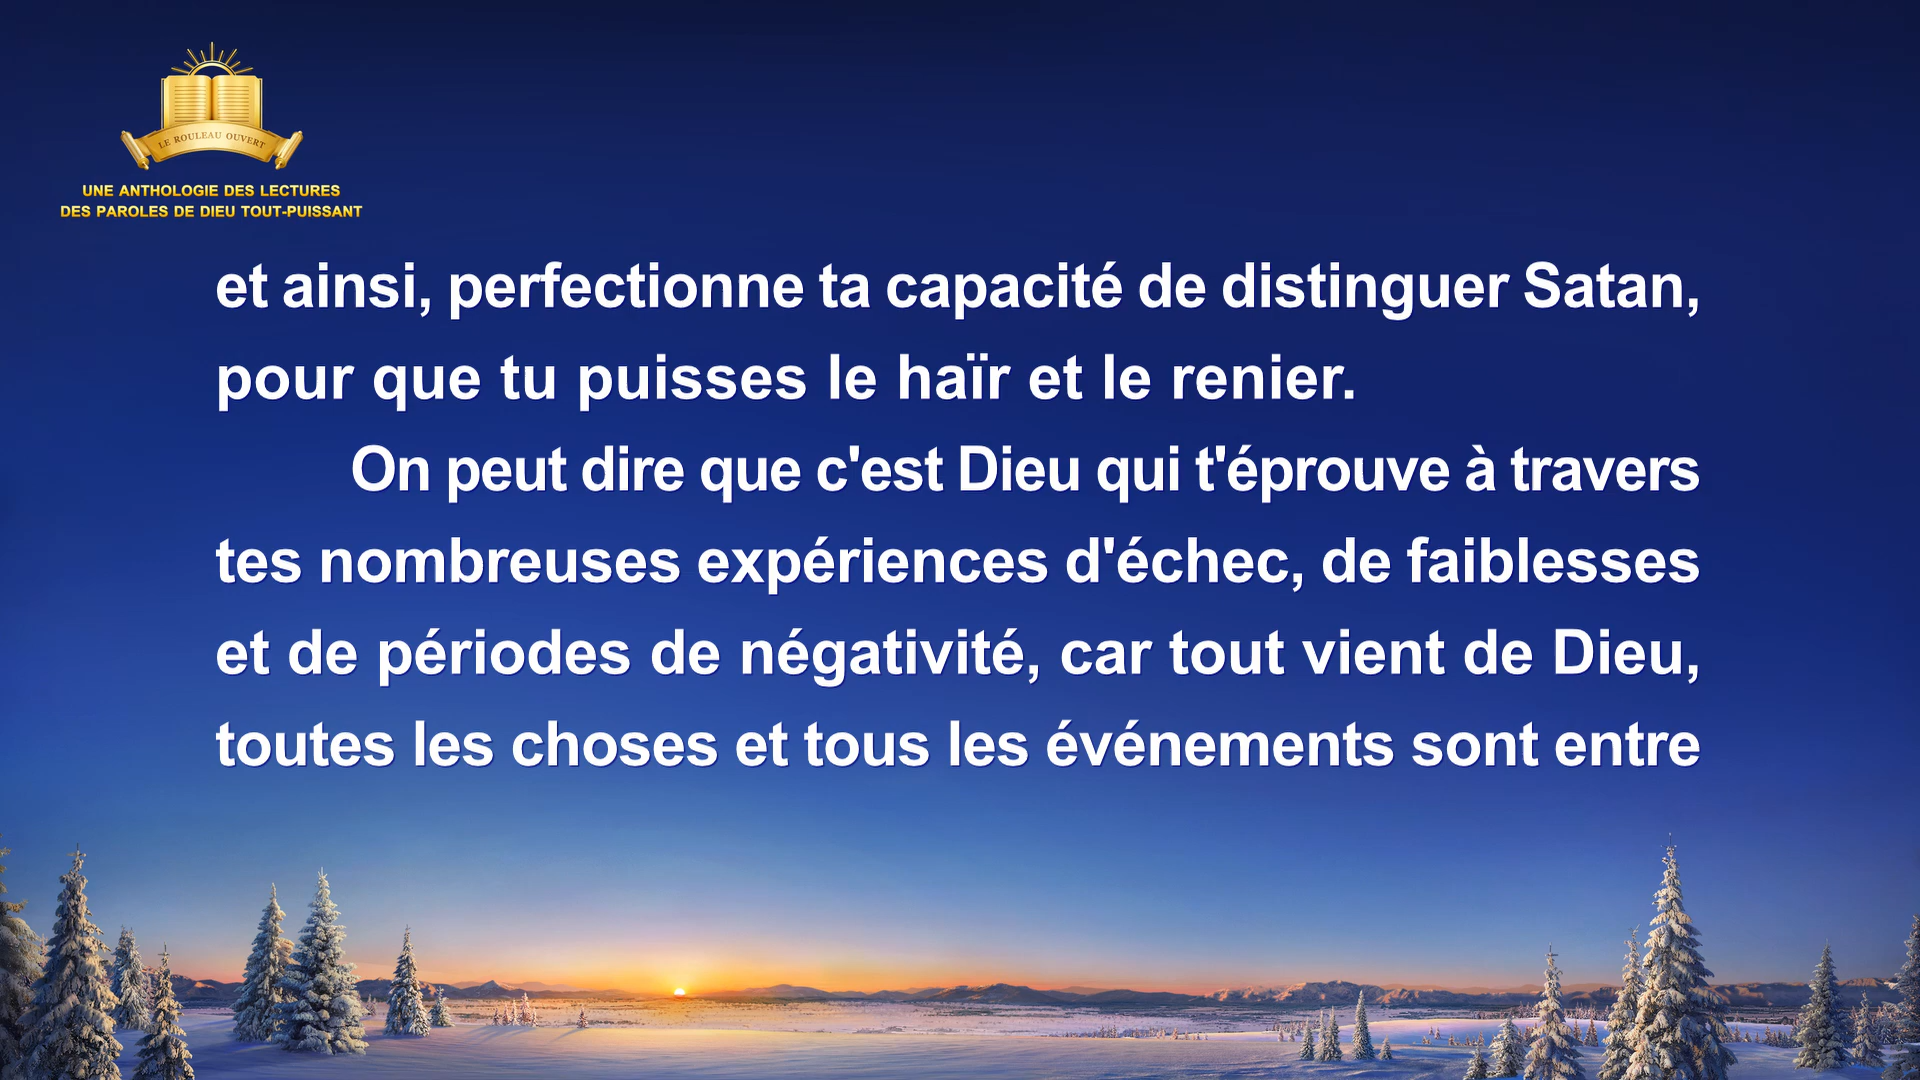 LE ROULEAU OUVERT
UNE ANTHOLOGIE DES LECTURES
DES PAROLES DE DIEU TOUT-PUISSANT
et ainsi, perfectionne ta capacité de distinguer Satan,
pour que tu puisses le haïr et le renier.
On peut dire que c'est Dieu qui t'éprouve à travers
tes nombreuses expériences d'échec, de faiblesses
et de périodes de négativité, car tout vient de Dieu,
toutes les choses et tous les événements sont entre